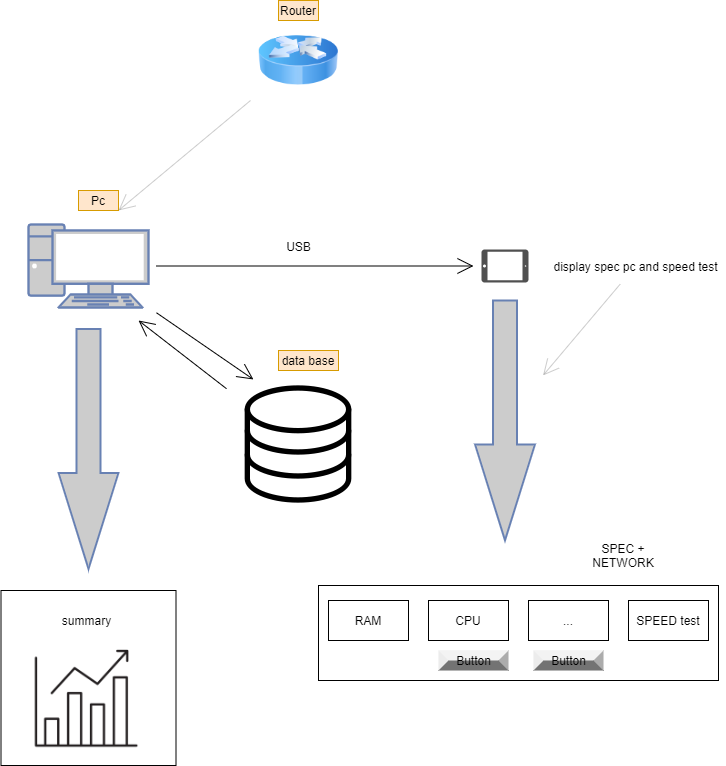 Router
Pc
USB
display spec pc and speed test
data base
SPEC +
NETWORK
summary
RAM
CPU
...
SPEED test
Button
Button